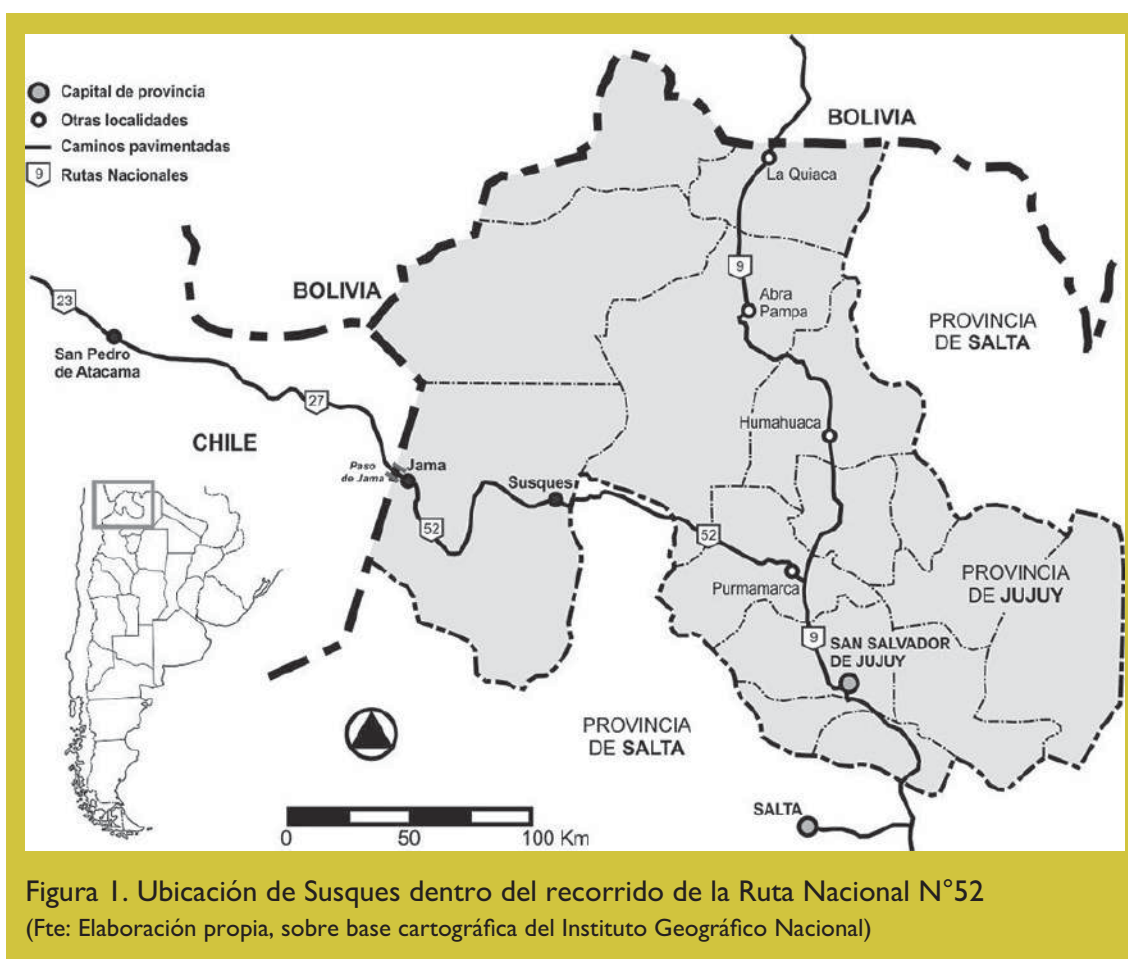 Capital de provincia
Otras localidades
Caminos pavimentadas
9 Rutas Nacionales
BOLIVIA
La Quiaca
BOLIVIA
9
23
Abra
Pampa
PROVINCIA
DE SALTA
San Pedro
de Atacama
27
Humahuaca
CHILE
Paso
de Jama
Jama
Susques
52
52
PROVINCIA
DE JUJUY
Purmamarca
9
SAN SALVADOR
DE JUJUY
PROVINCIA
DE SALTA
SALTA
0 50 100 Km
Figura 1. Ubicación de Susques dentro del recorrido de la Ruta Nacional N°52
(Fte: Elaboración propia, sobre base cartográfica del Instituto Geográfico Nacional)